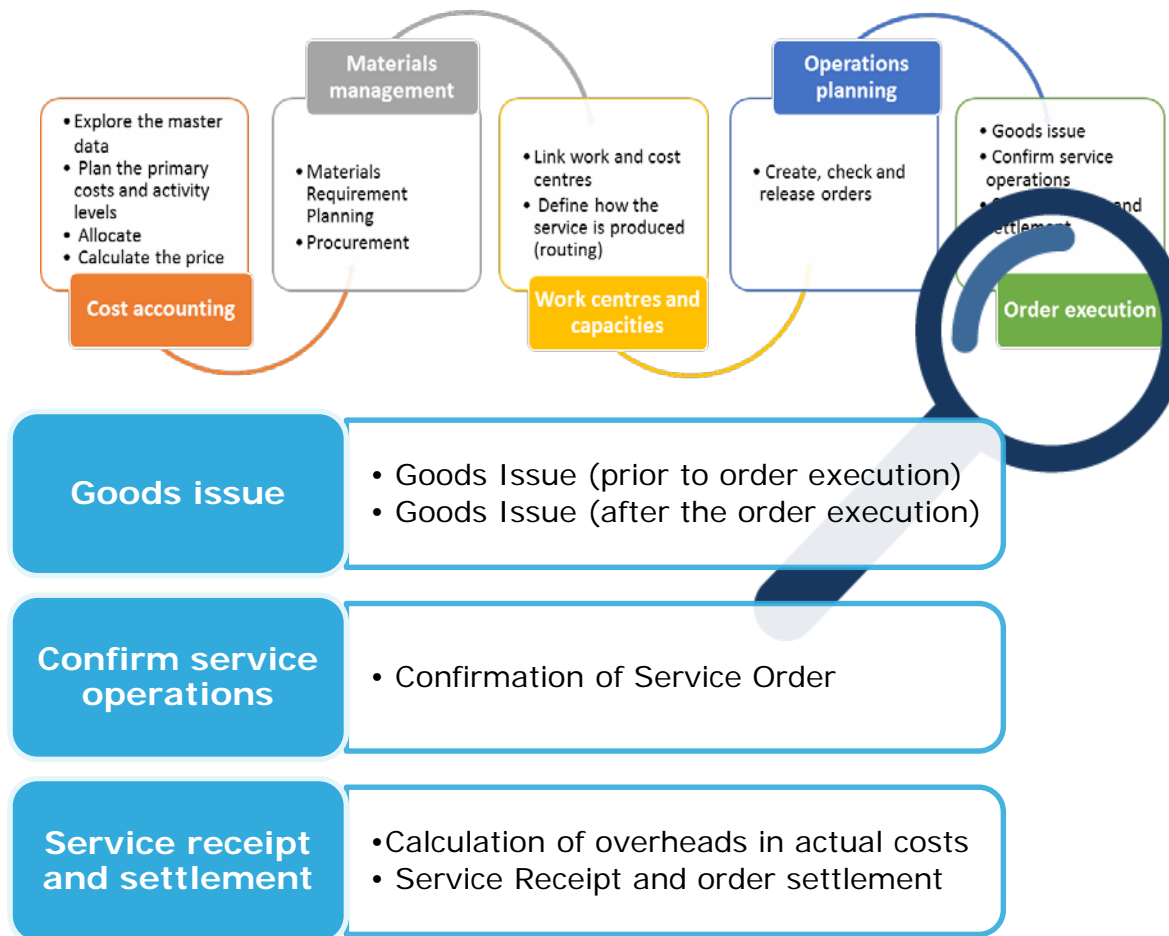 Materials
management
Operations
planning
• Explore the master
data
• Plan the primary
costs and activity
levels
• Allocate
• Calculate the price
Cost accounting
• Materials
Requirement
Planning
• Procurement
• Link work and cost
centres
• Define how the
service is produced
(routing)
Work centres and
capacities
• Create, check and
release orders
• Goods issue
• Confirm service
operations
Order execution
Goods issue
• Goods Issue (prior to order execution)
• Goods Issue (after the order execution)
Confirm service
operations
• Confirmation of Service Order
Service receipt
and settlement
•Calculation of overheads in actual costs
• Service Receipt and order settlement